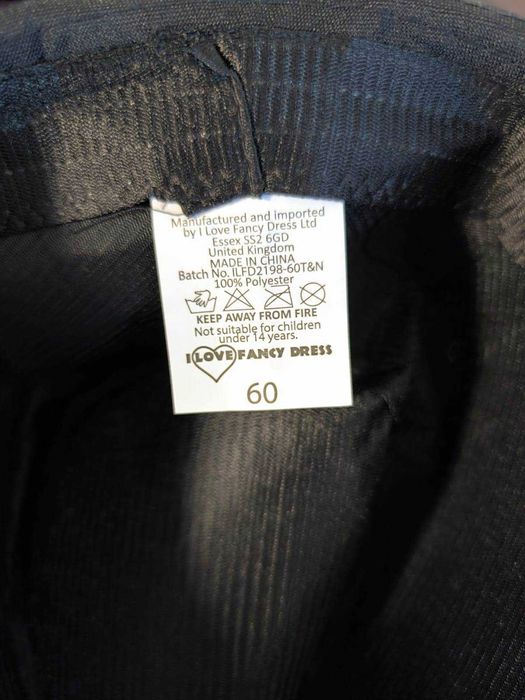 Manufactured and imported
by I Love Fancy Dress Ltd
Essex SS2 6GD
United Kingdom
MADE IN CHINA
Batch No. ILFD2198-60T&N
100% Polyester
KEEP AWAY FROM FIRE
Not suitable for children
under 14 years.
I LOVE FANCY DRESS
60